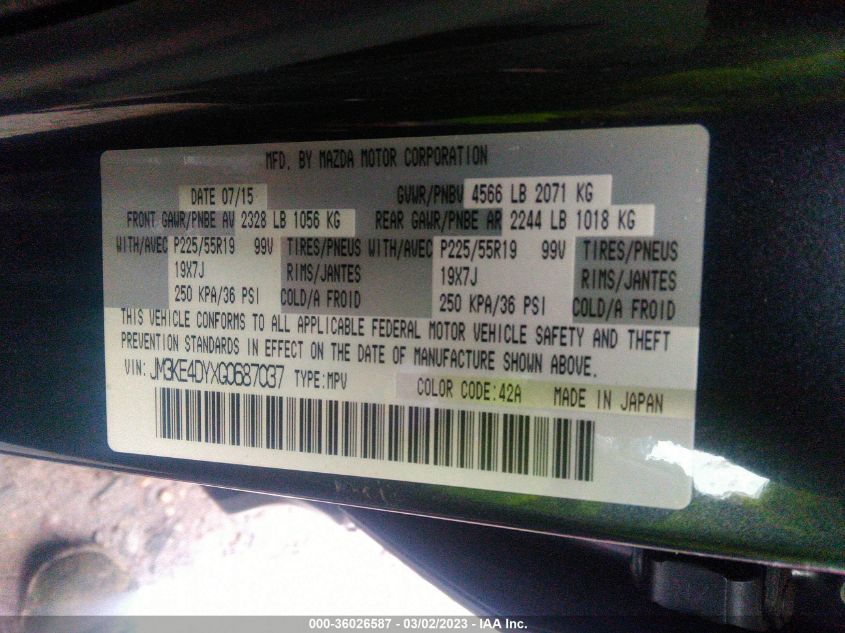 MFD. BY MAZDA MOTOR CORPORATION
DATE 07/15 GVWR/PNBV 4566 LB 2071 KG
FRONT GAWR/PNBE AV 2328 LB 1056 KG REAR GAWR/PNBE AR 2244 LB 1018 KG
WITH/AVEC P225/55R19 99V TIRES/PNEUS WITH/AVEC P225/55R19 99V TIRES/PNEUS
19X7J RIMS/JANTES 19X7J RIMS/JANTES
250 KPA/36 PSI COLD/A FROID 250 KPA/36 PSI COLD/A FROID
THIS VEHICLE CONFORMS TO ALL APPLICABLE FEDERAL MOTOR VEHICLE SAFETY AND THEFT
PREVENTION STANDARDS IN EFFECT ON THE DATE OF MANUFACTURE SHOWN ABOVE.
VIN: JM3KE4DYXG0687037 TYPE:MPV COLOR CODE:42A MADE IN JAPAN
000-36026587 - 03/02/2023 - IAA Inc.